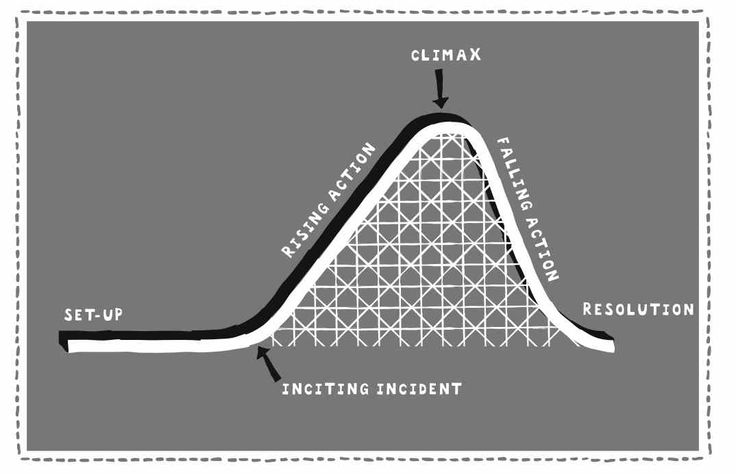 CLIMAX
RISING ACTION
FALLING ACTION
SET-UP
RESOLUTION
INCITING INCIDENT